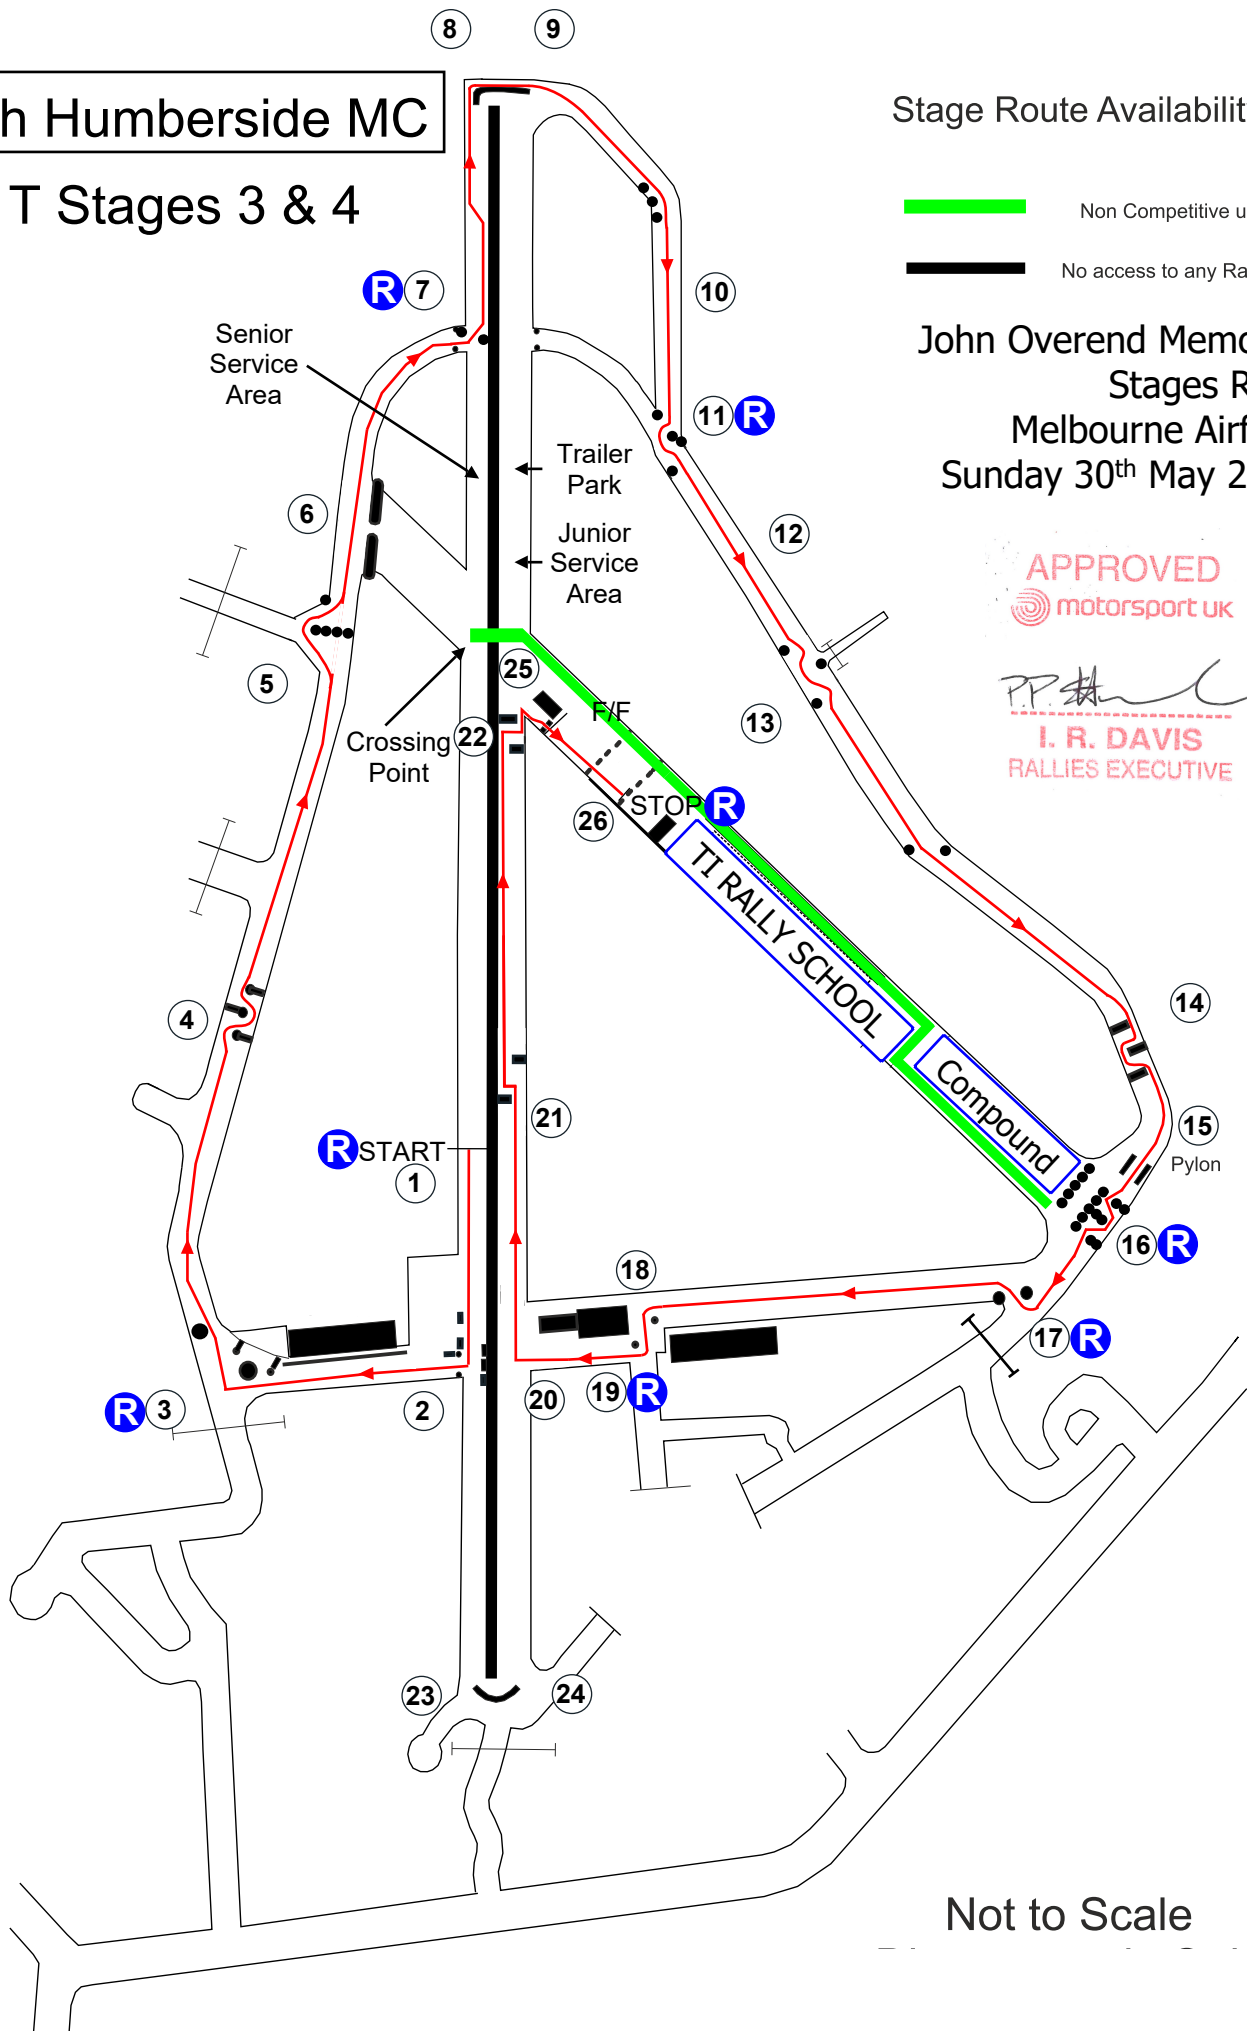 8
9
h Humberside MC
T Stages 3 & 4
Stage Route Availabilit
Non Competitive u
No access to any Ra
John Overend Memo
Stages R
Melbourne Airf
Sunday 30th May 2
APPROVED
motorsport UK
P.P.
I. R. DAVIS
RALLIES EXECUTIVE
R 7
10
Senior
Service
Area
11 R
Trailer
Park
6
12
Junior
Service
Area
5
25
F/F
13
22
Crossing
Point
STOP R
26
TI RALLY SCHOOL
14
4
Compound
21
15
Pylon
R START
1
16 R
18
17 R
R 3
2
20
19 R
23
24
Not to Scale